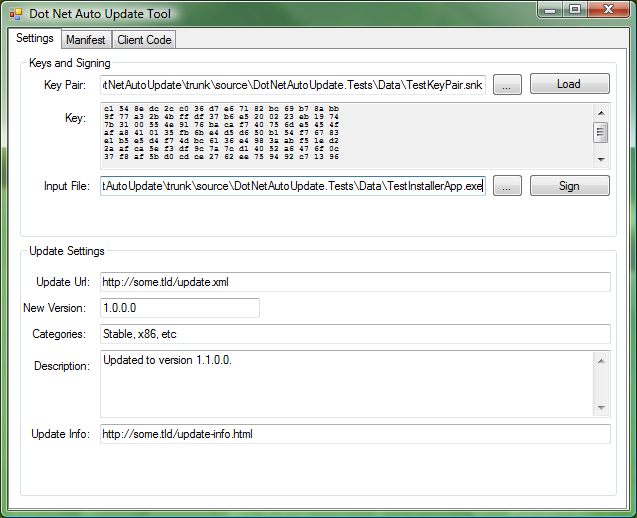 Dot Net Auto Update Tool
Settings Manifest Client Code
Keys and Signing
Key Pair: otNetAutoUpdate\trunk\source\DotNetAutoUpdate.Tests\Data\TestKeyPair.snk ... Load
Key:
c1 54 8e dc 2c c0 36 d7 e6 71 82 bc 69 b7 8a bb
9f 77 a3 2b 4b ff df 37 b6 e5 20 02 23 eb 19 74
7b 31 00 55 4e 91 76 ba ca f7 40 75 6d e5 45 4f
af a8 41 01 35 fb 6b e4 d5 d6 50 b1 54 f7 67 83
e1 b5 e5 d4 f7 4d bc 61 36 e4 98 3a ab f5 1e d2
2a af ca 5e f5 df 9c 7a 7c d1 40 52 a6 47 6f 0c
37 f8 af 5b d0 cd ce 27 62 ee 75 94 92 c7 13 96
Input File: tAutoUpdate\trunk\source\DotNetAutoUpdate.Tests\Data\TestInstallerApp.exe ... Sign
Update Settings
Update Url: http://some.tld/update.xml
New Version: 1.0.0.0
Categories: Stable, x86, etc
Description: Updated to version 1.1.0.0.
Update Info: http://some.tld/update-info.html